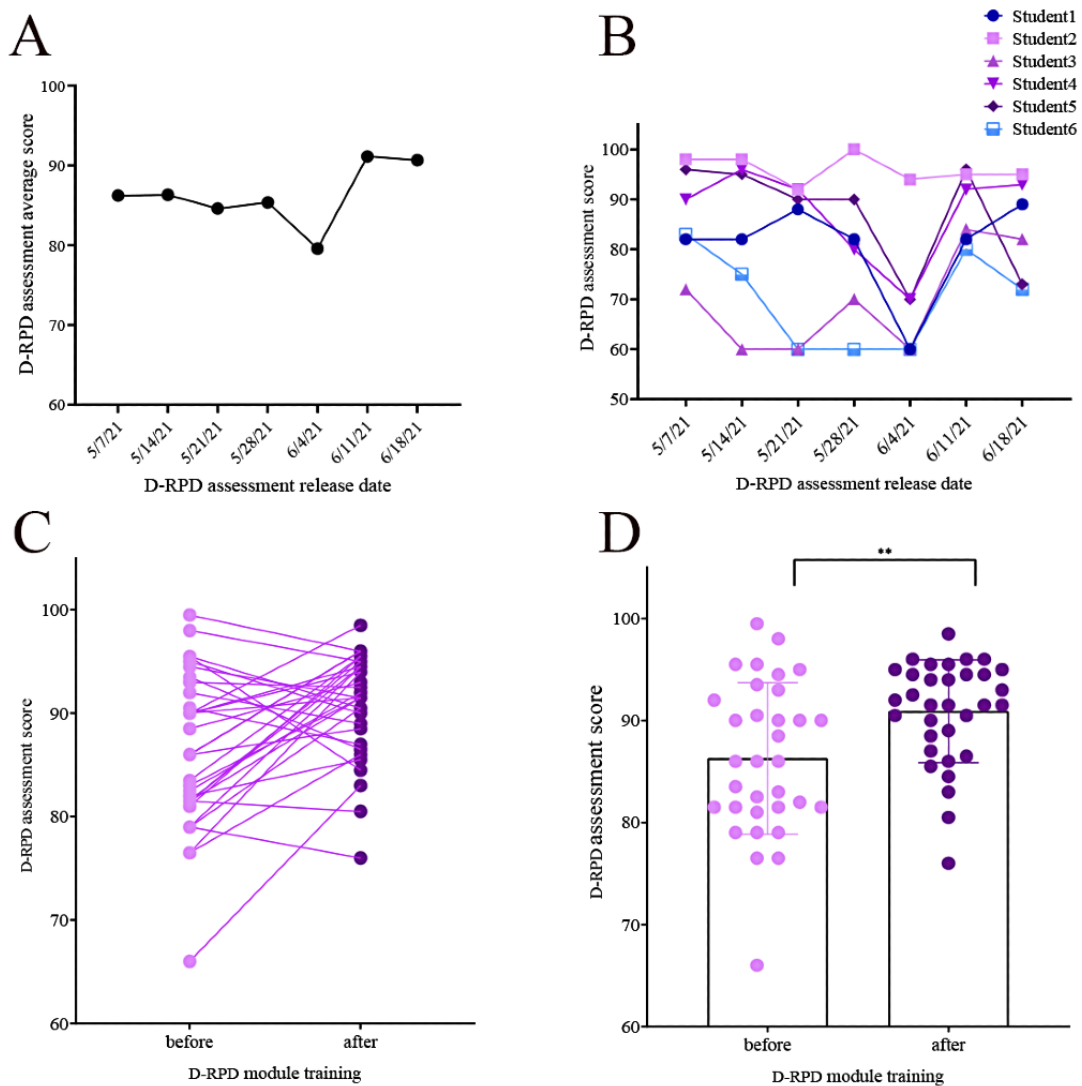 A
D-RPD assessment average score
100
90
80
70
60
5/7/21
5/14/21
5/21/21
5/28/21
6/4/21
6/11/21
6/18/21
D-RPD assessment release date
B
Student1
Student2
Student3
Student4
Student5
Student6
D-RPD assessment score
100
90
80
70
60
50
5/7/21
5/14/21
5/21/21
5/28/21
6/4/21
6/11/21
6/18/21
D-RPD assessment release date
C
D-RPD assessment score
100
90
80
70
60
before
after
D-RPD module training
D
**
D-RPD assessment score
100
90
80
70
60
before
after
D-RPD module training